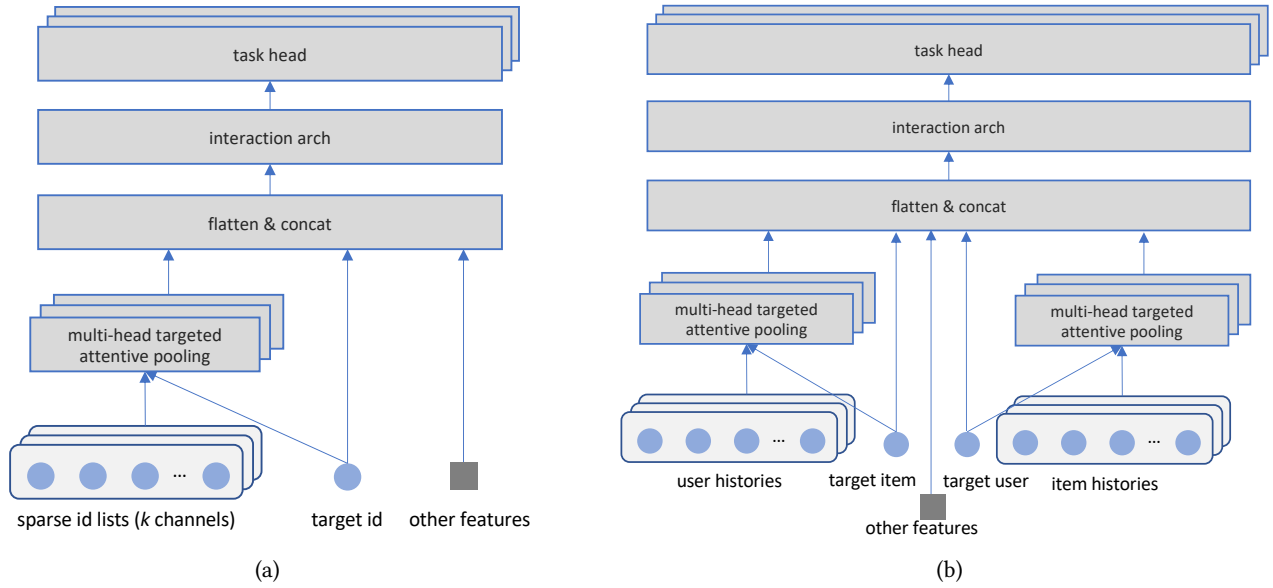 task head
interaction arch
flatten & concat
multi-head targeted
attentive pooling
...
sparse id lists (k channels)
target id
other features
(a)
task head
interaction arch
flatten & concat
multi-head targeted
attentive pooling
multi-head targeted
attentive pooling
...
...
user histories
target item
target user
item histories
other features
(b)